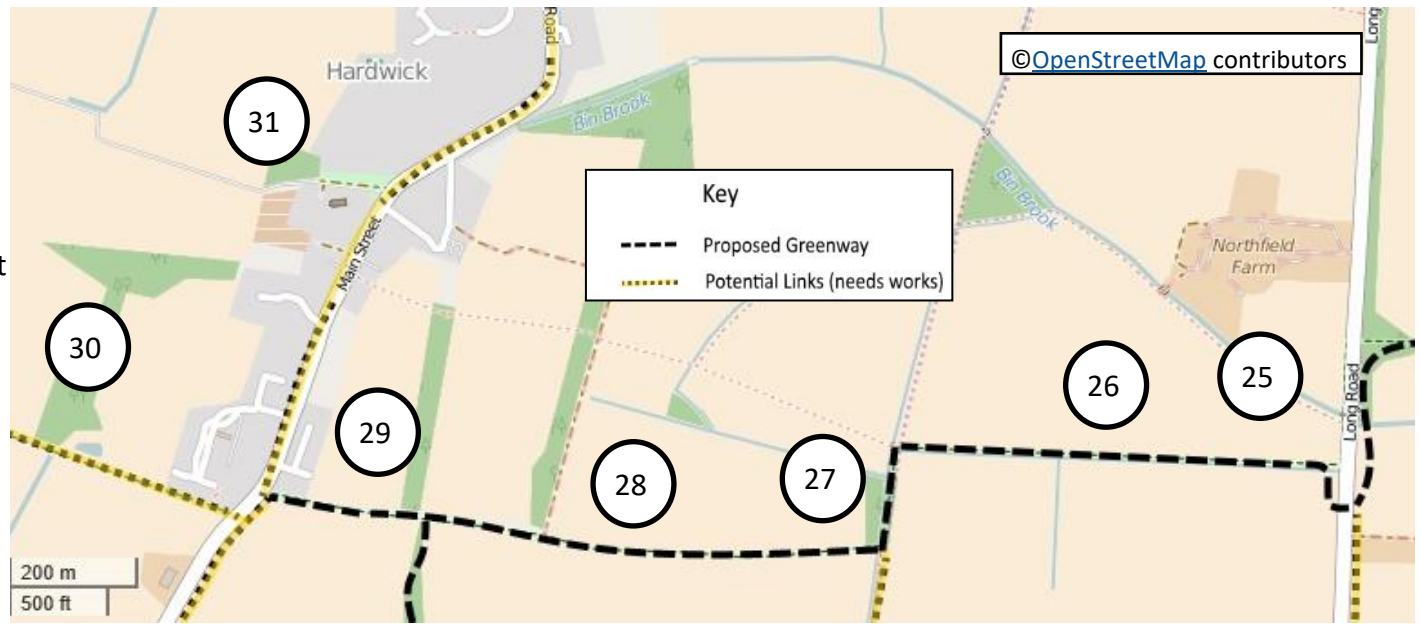 Road
Long
©OpenStreetMap contributors
Hardwick
31
Bin Brook
Key
Proposed Greenway
Potential Links (needs works)
Bin Brook
Main Street
Northfield
Farm
t
30
29
28
27
26
25
Long Road
200 m
500 ft